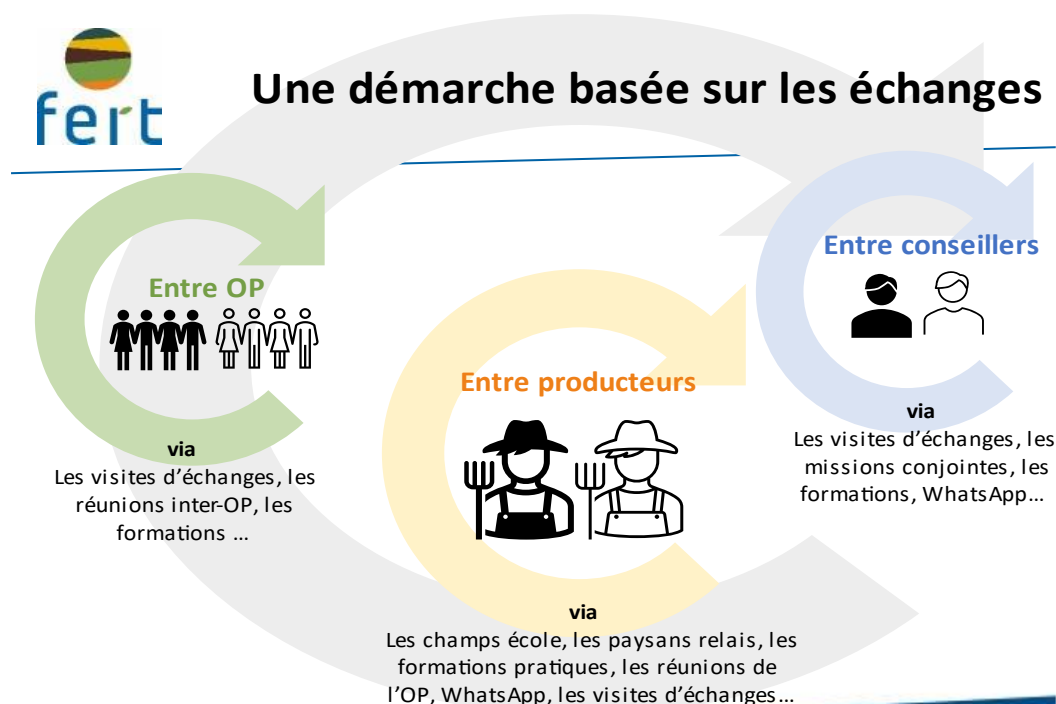 fert
Une démarche basée sur les échanges
Entre OP
via
Les visites d’échanges, les
réunions inter-OP, les
formations ...
Entre producteurs
via
Les champs école, les paysans relais, les
formations pratiques, les réunions de
l’OP, WhatsApp, les visites d’échanges...
Entre conseillers
via
Les visites d’échanges, les
missions conjointes, les
formations, WhatsApp...